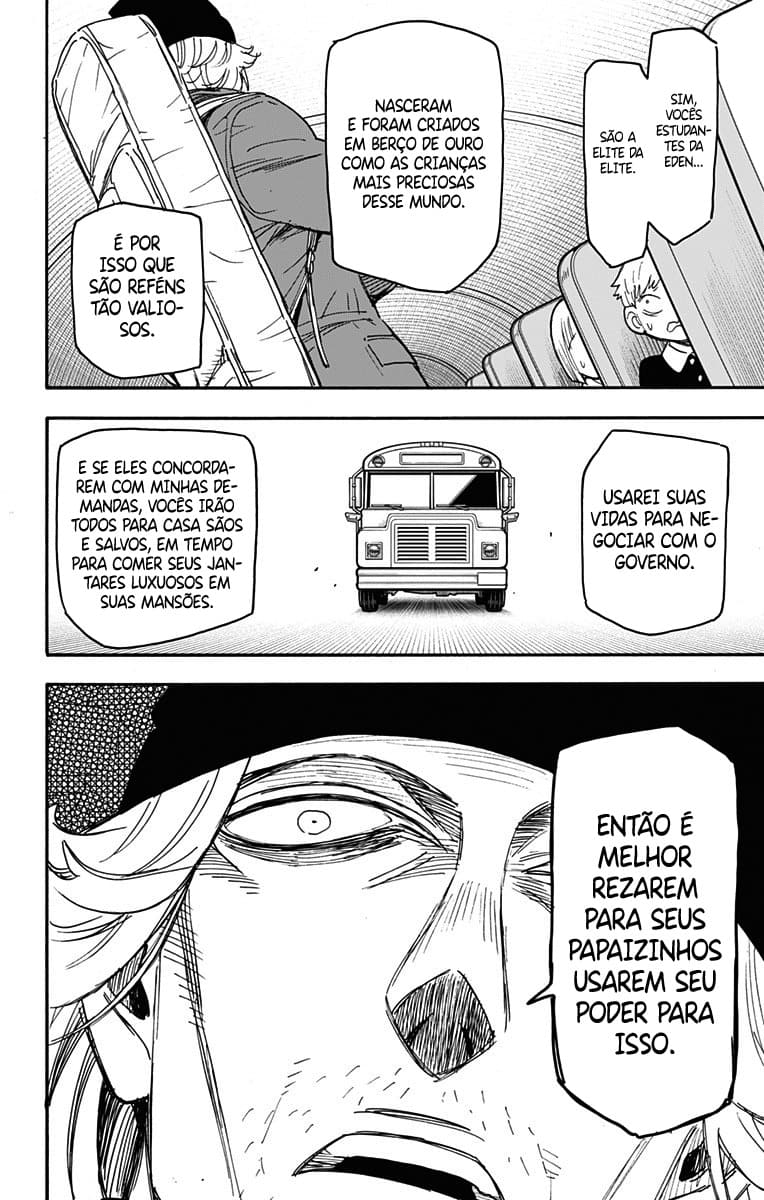 SIM,
VOCÊS
ESTUDAN-
TES DA
EDEN...
SÃO A
ELITE DA
ELITE.
NASCERAM
E FORAM CRIADOS
EM BERÇO DE OURO
COMO AS CRIANÇAS
MAIS PRECIOSAS
DESSE MUNDO.
É POR
ISSO QUE
SÃO REFÉNS
TÃO VALIO-
SOS.
USAREI SUAS
VIDAS PARA NE-
GOCIAR COM O
GOVERNO.
E SE ELES CONCORDA-
REM COM MINHAS DE-
MANDAS, VOCÊS IRÃO
TODOS PARA CASA SÃOS
E SALVOS, EM TEMPO
PARA COMER SEUS JAN-
TARES LUXUOSOS EM
SUAS MANSÕES.
ENTÃO É
MELHOR
REZAREM
PARA SEUS
PAPAIZINHOS
USAREM SEU
PODER PARA
ISSO.